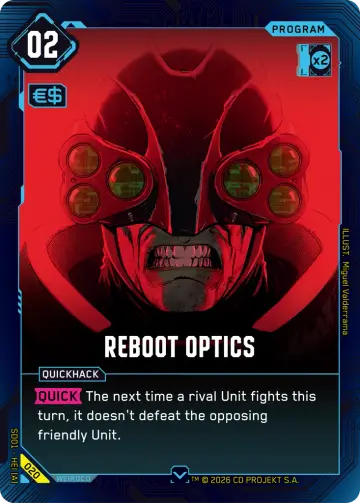 02
PROGRAM
€$
x2
ILLUST. Miguel Valderrama
REBOOT OPTICS
QUICKHACK
QUICK The next time a rival Unit fights this
turn, it doesn't defeat the opposing
friendly Unit.
020
WEIRDCO
™ © 2026 CD PROJEKT S.A.